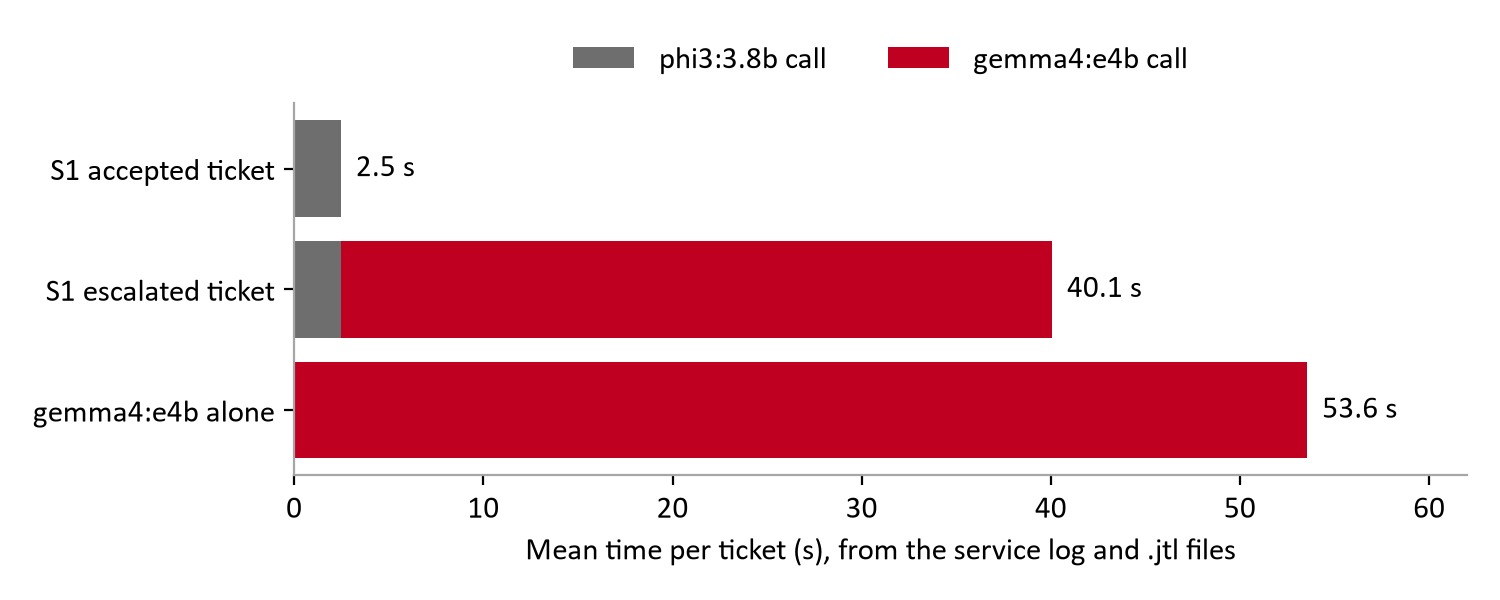 phi3:3.8b call gemma4:e4b call
S1 accepted ticket 2.5 s
S1 escalated ticket 40.1 s
gemma4:e4b alone 53.6 s
0 10 20 30 40 50 60
Mean time per ticket (s), from the service log and .jtl files